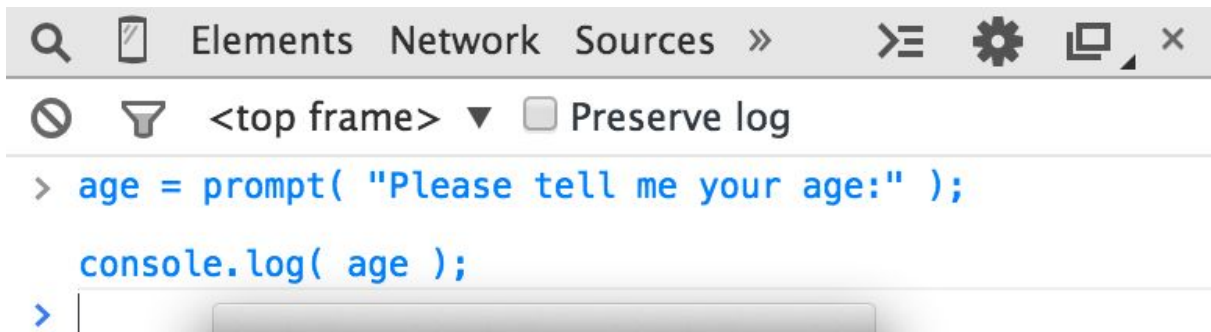 Elements Network Sources »
<top frame> ▼ Preserve log
> age = prompt( "Please tell me your age:" );
console.log( age );
>